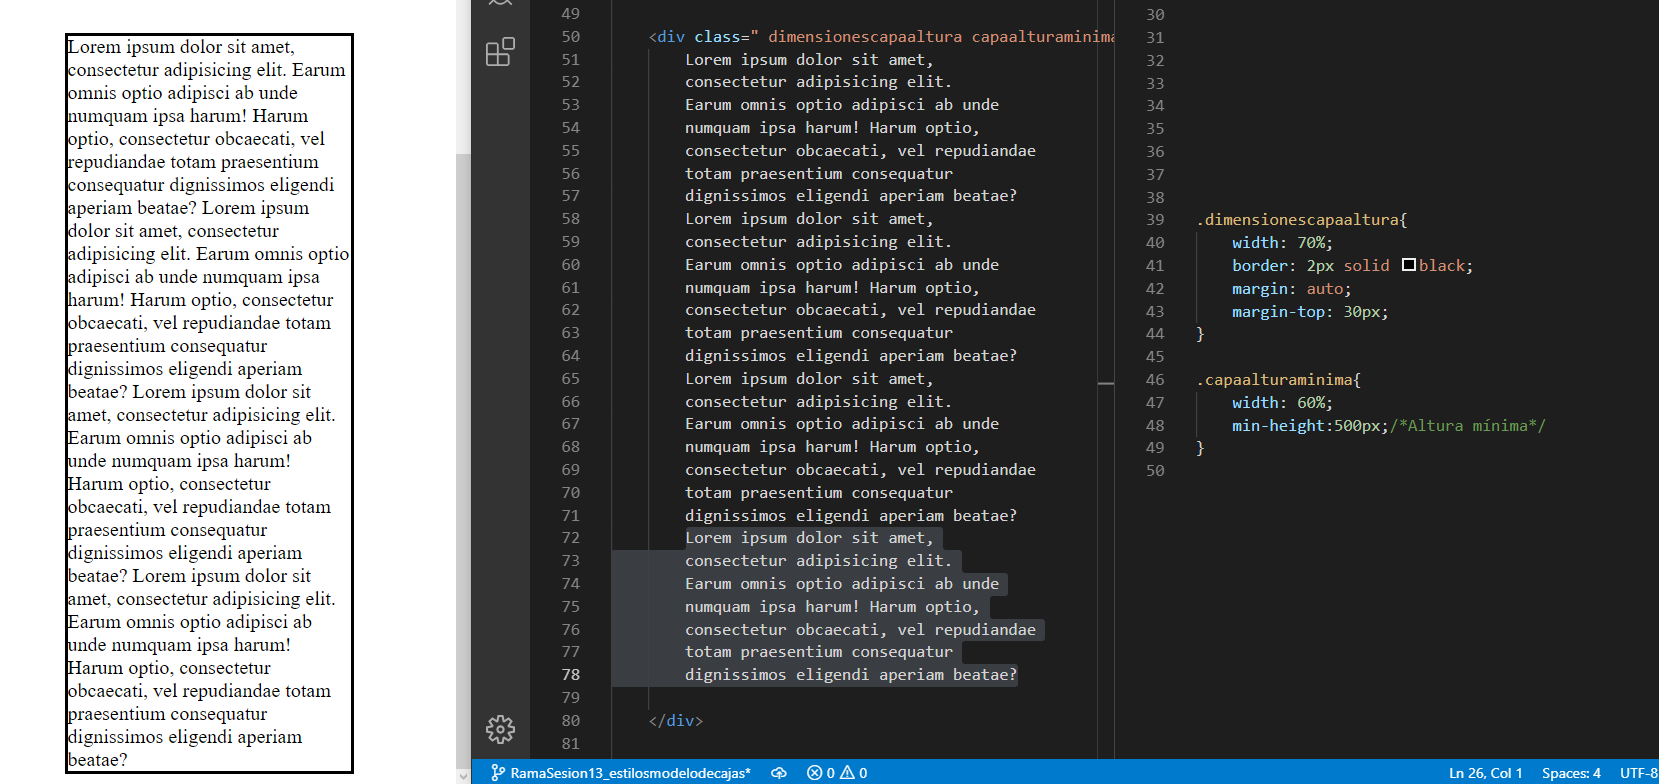 Lorem ipsum dolor sit amet,
consectetur adipisicing elit. Earum
omnis optio adipisci ab unde
numquam ipsa harum! Harum
optio, consectetur obcaecati, vel
repudiandae totam praesentium
consequatur dignissimos eligendi
aperiam beatae? Lorem ipsum
dolor sit amet, consectetur
adipisicing elit. Earum omnis optio
adipisci ab unde numquam ipsa
harum! Harum optio, consectetur
obcaecati, vel repudiandae totam
praesentium consequatur
dignissimos eligendi aperiam
beatae? Lorem ipsum dolor sit
amet, consectetur adipisicing elit.
Earum omnis optio adipisci ab
unde numquam ipsa harum!
Harum optio, consectetur
obcaecati, vel repudiandae totam
praesentium consequatur
dignissimos eligendi aperiam
beatae? Lorem ipsum dolor sit
amet, consectetur adipisicing elit.
Earum omnis optio adipisci ab
unde numquam ipsa harum!
Harum optio, consectetur
obcaecati, vel repudiandae totam
praesentium consequatur
dignissimos eligendi aperiam
beatae?
49
50 <div class=" dimensionescapaaltura capaalturaminima
51 Lorem ipsum dolor sit amet,
52 consectetur adipisicing elit.
53 Earum omnis optio adipisci ab unde
54 numquam ipsa harum! Harum optio,
55 consectetur obcaecati, vel repudiandae
56 totam praesentium consequatur
57 dignissimos eligendi aperiam beatae?
58 Lorem ipsum dolor sit amet,
59 consectetur adipisicing elit.
60 Earum omnis optio adipisci ab unde
61 numquam ipsa harum! Harum optio,
62 consectetur obcaecati, vel repudiandae
63 totam praesentium consequatur
64 dignissimos eligendi aperiam beatae?
65 Lorem ipsum dolor sit amet,
66 consectetur adipisicing elit.
67 Earum omnis optio adipisci ab unde
68 numquam ipsa harum! Harum optio,
69 consectetur obcaecati, vel repudiandae
70 totam praesentium consequatur
71 dignissimos eligendi aperiam beatae?
72 Lorem ipsum dolor sit amet,
73 consectetur adipisicing elit.
74 Earum omnis optio adipisci ab unde
75 numquam ipsa harum! Harum optio,
76 consectetur obcaecati, vel repudiandae
77 totam praesentium consequatur
78 dignissimos eligendi aperiam beatae?
79
80 </div>
81
30
31
32
33
34
35
36
37
38
39 .dimensionescapaaltura{
40 width: 70%;
41 border: 2px solid black;
42 margin: auto;
43 margin-top: 30px;
44 }
45
46 .capaalturaminima{
47 width: 60%;
48 min-height:500px;/*Altura mínima*/
49 }
50
RamaSesion13_estilosmodelodecajas* 0 0 Ln 26, Col 1 Spaces: 4 UTF-8